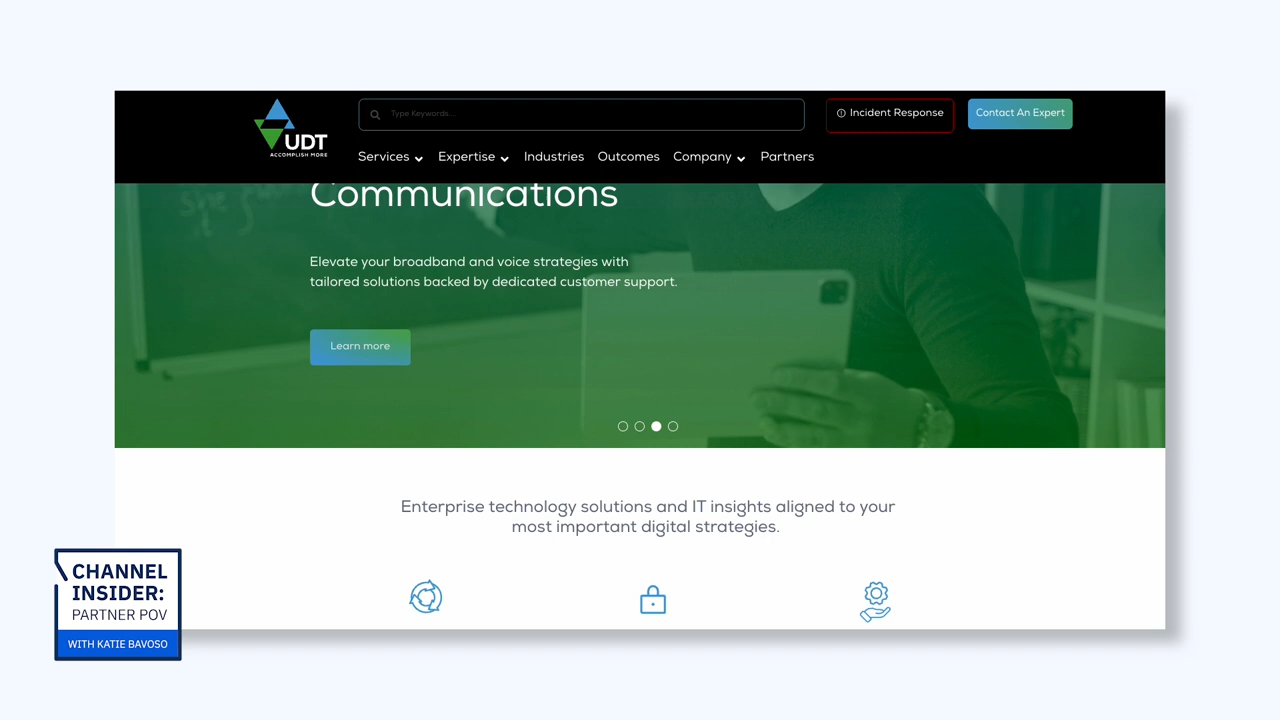 UDT
ACCOMPLISH MORE
Type Keywords...
Incident Response
Contact An Expert
Services
Expertise
Industries
Outcomes
Company
Partners
Communications
Elevate your broadband and voice strategies with
tailored solutions backed by dedicated customer support.
Learn more
Enterprise technology solutions and IT insights aligned to your
most important digital strategies.
CHANNEL
INSIDER:
PARTNER POV
WITH KATIE BAVOSO